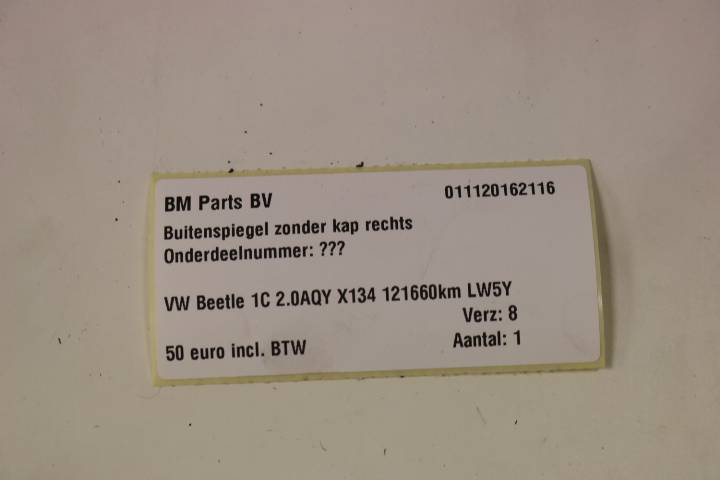 BM Parts BV 011120162116
Buitenspiegel zonder kap rechts
Onderdeelnummer: ???
VW Beetle 1C 2.0AQY X134 121660km LW5Y
Verz: 8
50 euro incl. BTW Aantal: 1